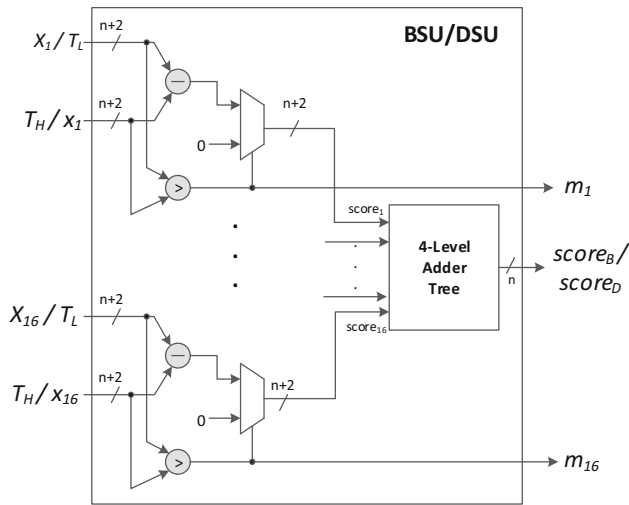 BSU/DSU
X1 / TL
n+2
−
TH / x1
n+2
n+2
0
>
m1
score1
4-Level
Adder
Tree
n
scoreB /
scoreD
X16 / TL
n+2
score16
−
TH / x16
n+2
n+2
0
>
m16